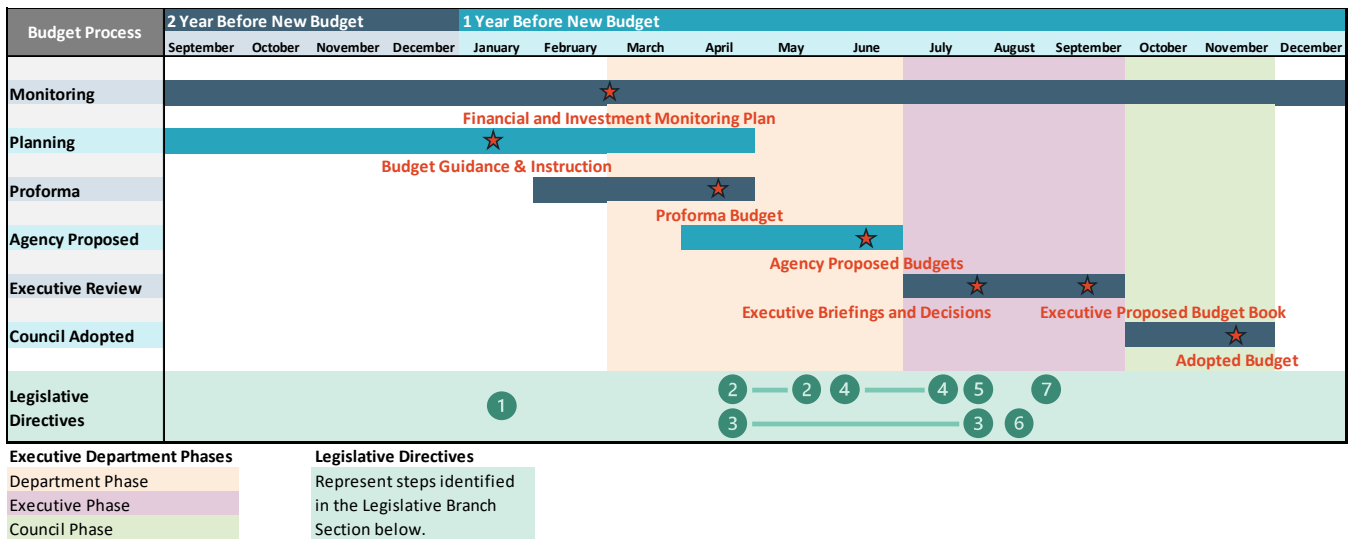 Budget Process
2 Year Before New Budget 1 Year Before New Budget
September October November December January February March April May June July August September October November December
Monitoring
Financial and Investment Monitoring Plan
Planning
Budget Guidance & Instruction
Proforma
Proforma Budget
Agency Proposed
Agency Proposed Budgets
Executive Review
Executive Briefings and Decisions Executive Proposed Budget Book
Council Adopted
Adopted Budget
Legislative
Directives
1
2 2 4 4 5 7
3 3 6
Executive Department Phases
Department Phase
Executive Phase
Council Phase
Legislative Directives
Represent steps identified
in the Legislative Branch
Section below.